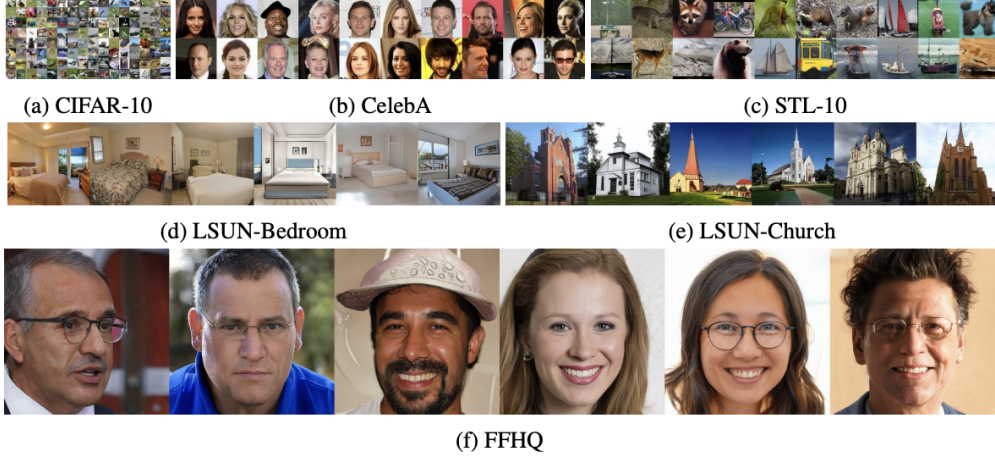 (a) CIFAR-10
(b) CelebA
(c) STL-10
(d) LSUN-Bedroom
(e) LSUN-Church
(f) FFHQ